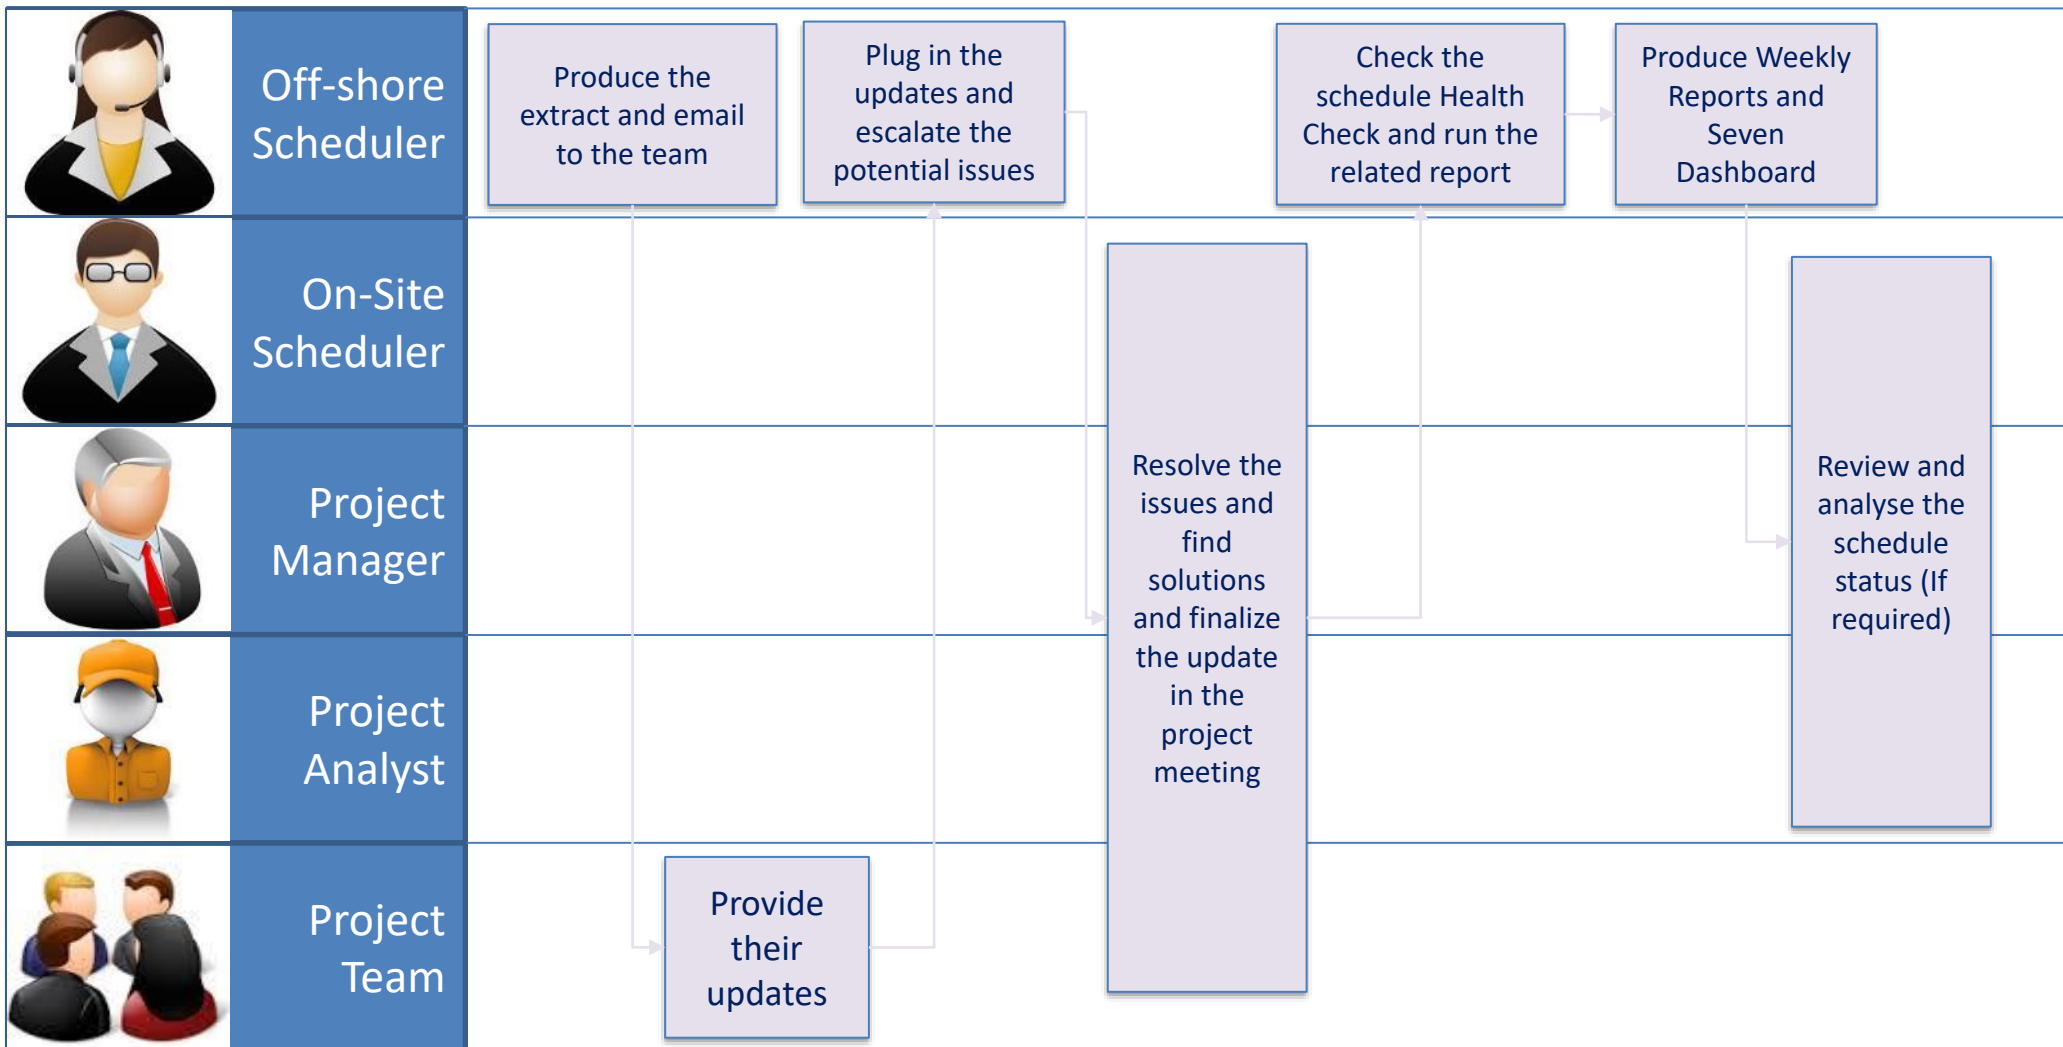 Off-shore
Scheduler
Produce the
extract and email
to the team
Plug in the
updates and
escalate the
potential issues
Check the
schedule Health
Check and run the
related report
Produce Weekly
Reports and
Seven
Dashboard
On-Site
Scheduler
Project
Manager
Resolve the
issues and
find
solutions
and finalize
the update
in the
project
meeting
Review and
analyse the
schedule
status (If
required)
Project
Analyst
Project
Team
Provide
their
updates